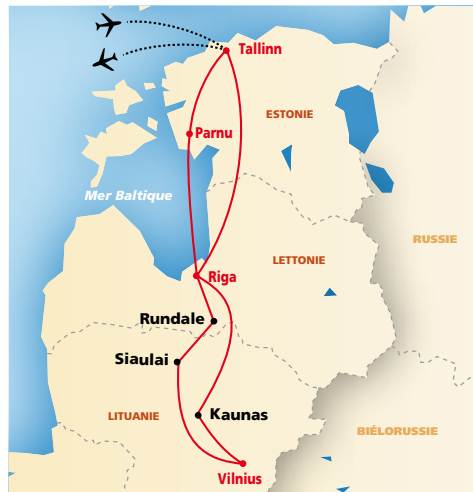 Tallinn
ESTONIE
Parnu
Mer Baltique
RUSSIE
LETTONIE
Riga
Rundale
Siaulai
Kaunas
LITUANIE
BIÉLORUSSIE
Vilnius